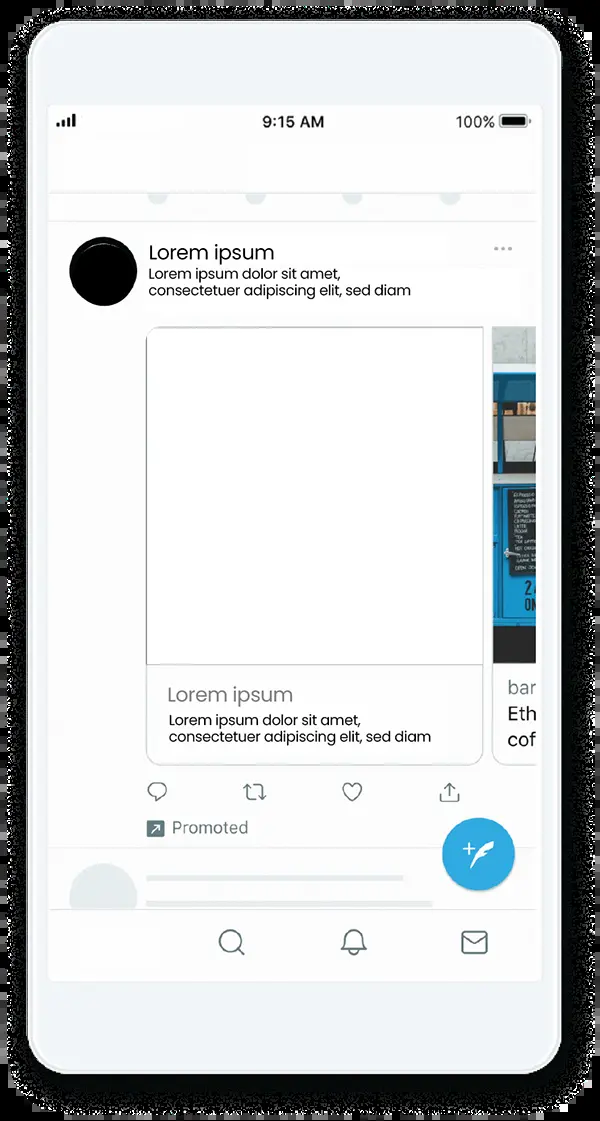 9:15 AM
100%
Lorem ipsum
Lorem ipsum dolor sit amet,
consectetuer adipiscing elit, sed diam
Lorem ipsum
Lorem ipsum dolor sit amet,
consectetuer adipiscing elit, sed diam
bar
Eth
cof
Promoted